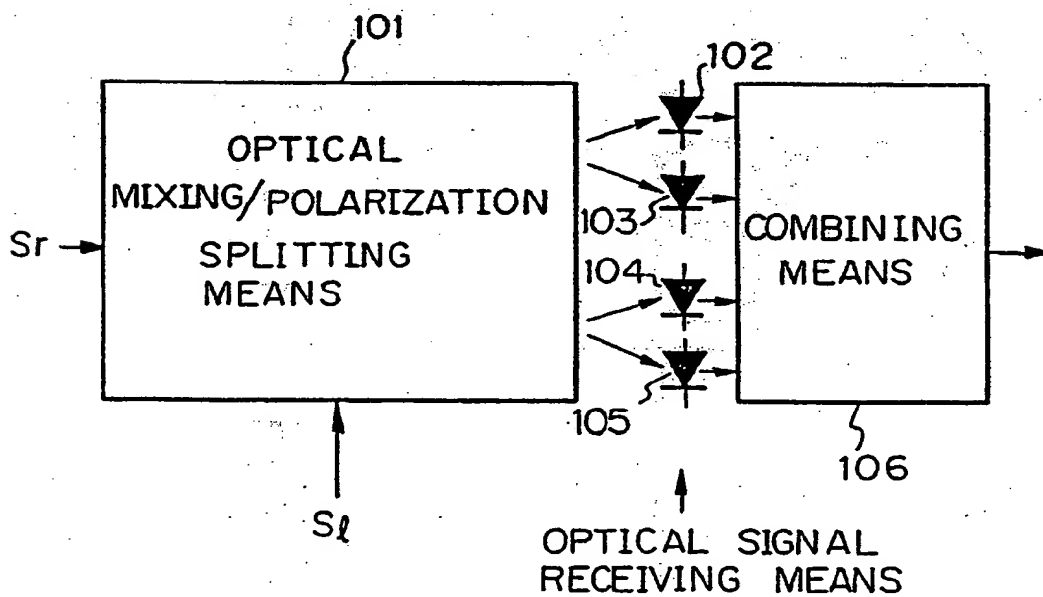 101
102
OPTICAL
MIXING/POLARIZATION
SPLITTING
MEANS
Sr
103
104
105
COMBINING
MEANS
106
Sℓ
OPTICAL SIGNAL
RECEIVING MEANS